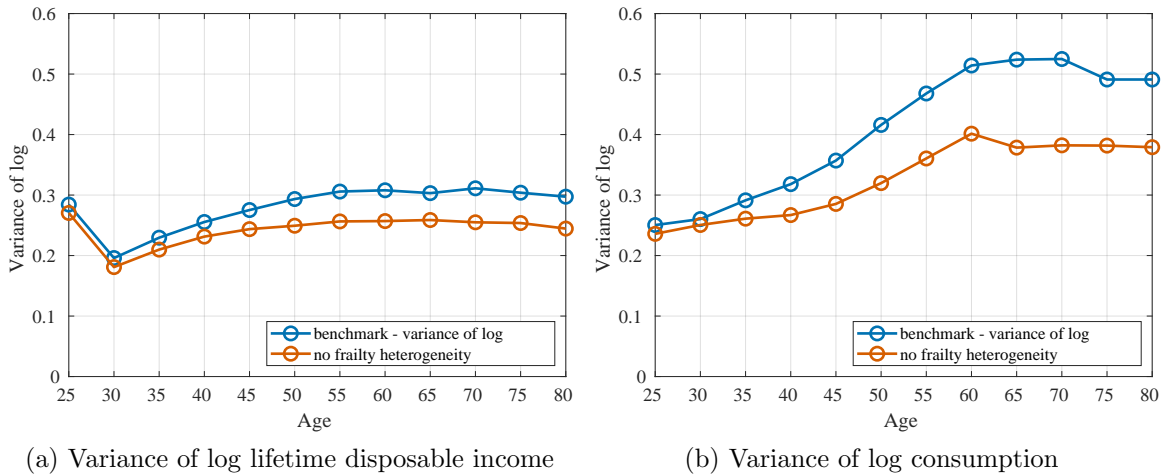 0.6
0.5
0.4
0.3
0.2
0.1
0
Variance of log
25 30 35 40 45 50 55 60 65 70 75 80
Age
benchmark - variance of log
no frailty heterogeneity
(a) Variance of log lifetime disposable income
0.6
0.5
0.4
0.3
0.2
0.1
0
Variance of log
25 30 35 40 45 50 55 60 65 70 75 80
Age
benchmark - variance of log
no frailty heterogeneity
(b) Variance of log consumption